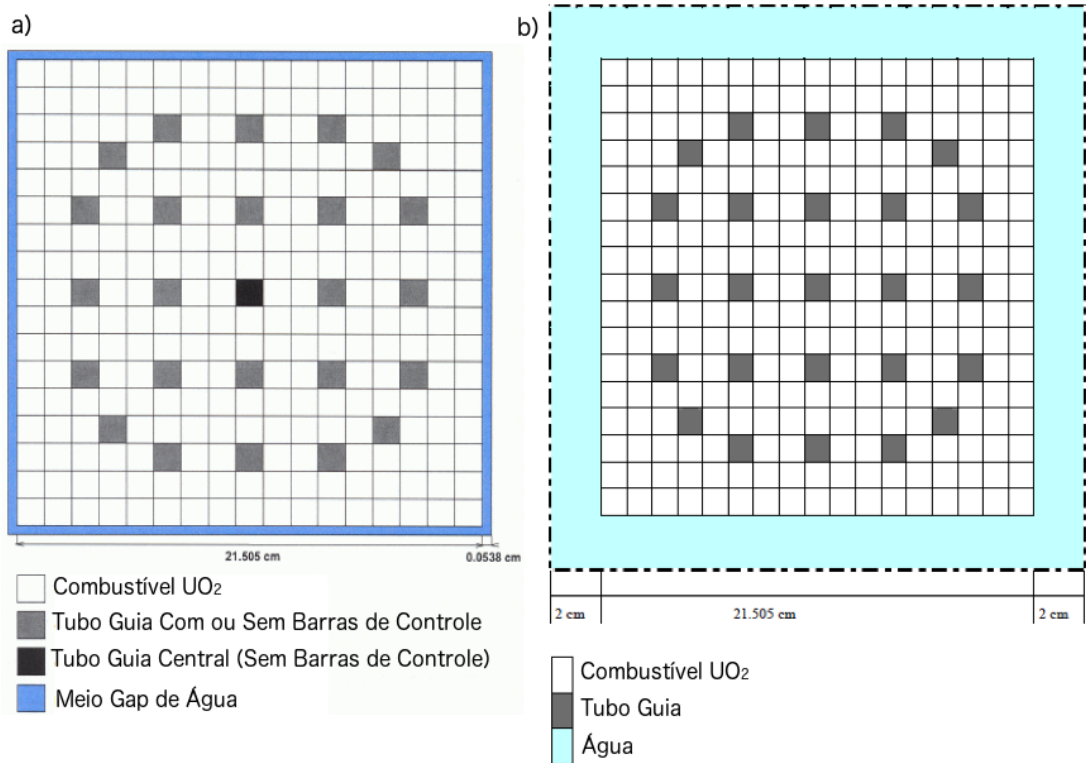 a)
21.505 cm
0.0538 cm
Combustível UO₂
Tubo Guia Com ou Sem Barras de Controle
Tubo Guia Central (Sem Barras de Controle)
Meio Gap de Água
b)
2 cm
21.505 cm
2 cm
Combustível UO₂
Tubo Guia
Água